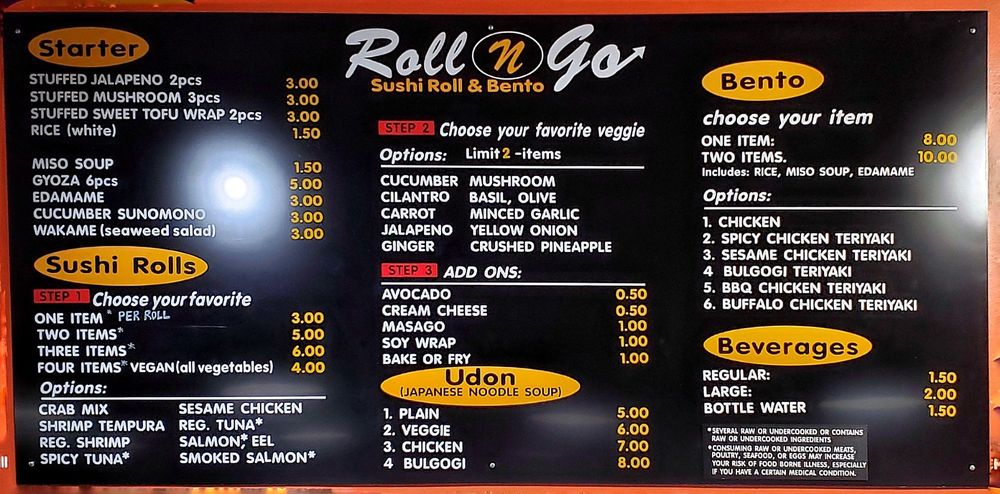 Starter
STUFFED JALAPENO 2pcs 3.00
STUFFED MUSHROOM 3pcs 3.00
STUFFED SWEET TOFU WRAP 2pcs 3.00
RICE (white) 1.50
MISO SOUP 1.50
GYOZA 6pcs 5.00
EDAMAME 3.00
CUCUMBER SUNOMONO 3.00
WAKAME (seaweed salad) 3.00
Sushi Rolls
STEP 1 Choose your favorite
ONE ITEM* PER ROLL 3.00
TWO ITEMS* 5.00
THREE ITEMS* 6.00
FOUR ITEMS* VEGAN (all vegetables) 4.00
Options:
CRAB MIX SESAME CHICKEN
SHRIMP TEMPURA REG. TUNA*
REG. SHRIMP SALMON,* EEL
SPICY TUNA* SMOKED SALMON*
Roll n Go
Sushi Roll & Bento
STEP 2 Choose your favorite veggie
Options: Limit 2 -items
CUCUMBER MUSHROOM
CILANTRO BASIL, OLIVE
CARROT MINCED GARLIC
JALAPENO YELLOW ONION
GINGER CRUSHED PINEAPPLE
STEP 3 ADD ONS:
AVOCADO 0.50
CREAM CHEESE 0.50
MASAGO 1.00
SOY WRAP 1.00
BAKE OR FRY 1.00
Udon
(JAPANESE NOODLE SOUP)
1. PLAIN 5.00
2. VEGGIE 6.00
3. CHICKEN 7.00
4 BULGOGI 8.00
Bento
choose your item
ONE ITEM: 8.00
TWO ITEMS. 10.00
Includes: RICE, MISO SOUP, EDAMAME
Options:
1. CHICKEN
2. SPICY CHICKEN TERIYAKI
3. SESAME CHICKEN TERIYAKI
4 BULGOGI TERIYAKI
5. BBQ CHICKEN TERIYAKI
6. BUFFALO CHICKEN TERIYAKI
Beverages
REGULAR: 1.50
LARGE: 2.00
BOTTLE WATER 1.50
*SEVERAL RAW OR UNDERCOOKED OR CONTAINS
RAW OR UNDERCOOKED INGREDIENTS
*CONSUMING RAW OR UNDERCOOKED MEATS,
POULTRY, SEAFOOD, OR EGGS MAY INCREASE
YOUR RISK OF FOOD BORNE ILLNESS, ESPECIALLY
IF YOU HAVE A CERTAIN MEDICAL CONDITION.